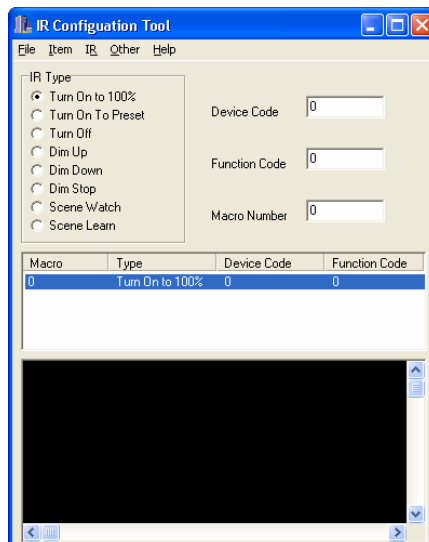 IR Configuation Tool
File Item IR Other Help
IR Type
Turn On to 100%
Turn On To Preset
Turn Off
Dim Up
Dim Down
Dim Stop
Scene Watch
Scene Learn
Device Code 0
Function Code 0
Macro Number 0
Macro Type Device Code Function Code
0 Turn On to 100% 0 0